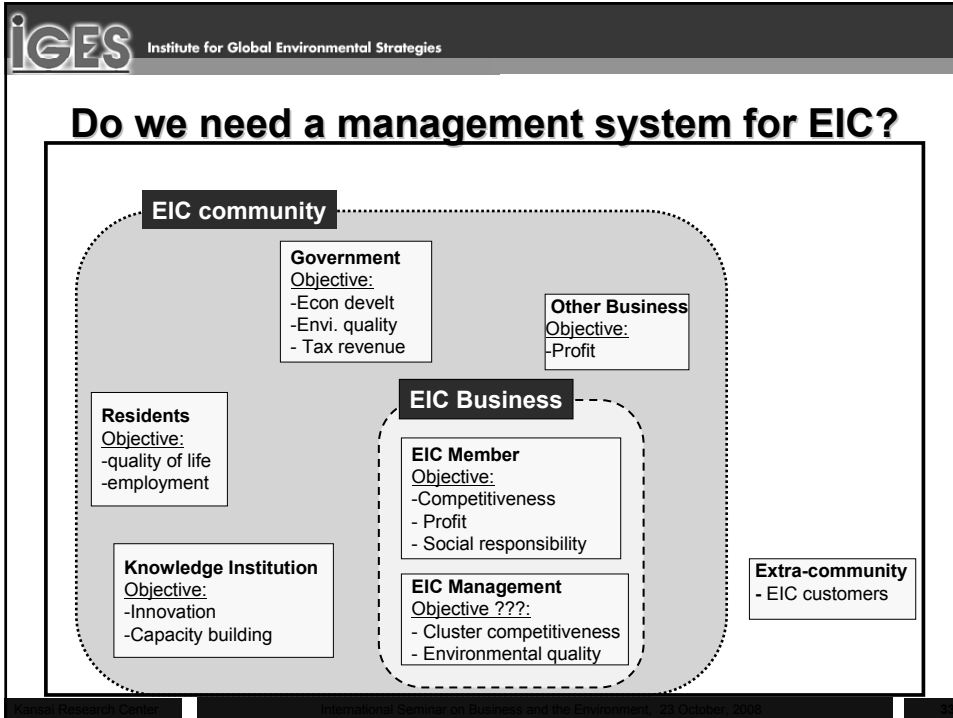 iGES Institute for Global Environmental Strategies
Do we need a management system for EIC?
EIC community
Government
Objective:
-Econ develt
-Envi. quality
- Tax revenue
Other Business
Objective:
-Profit
EIC Business
Residents
Objective:
-quality of life
-employment
EIC Member
Objective:
-Competitiveness
- Profit
- Social responsibility
Knowledge Institution
Objective:
-Innovation
-Capacity building
EIC Management
Objective ???:
- Cluster competitiveness
- Environmental quality
Extra-community
- EIC customers
Kansai Research Center International Seminar on Business and the Environment, 23 October, 2008 33